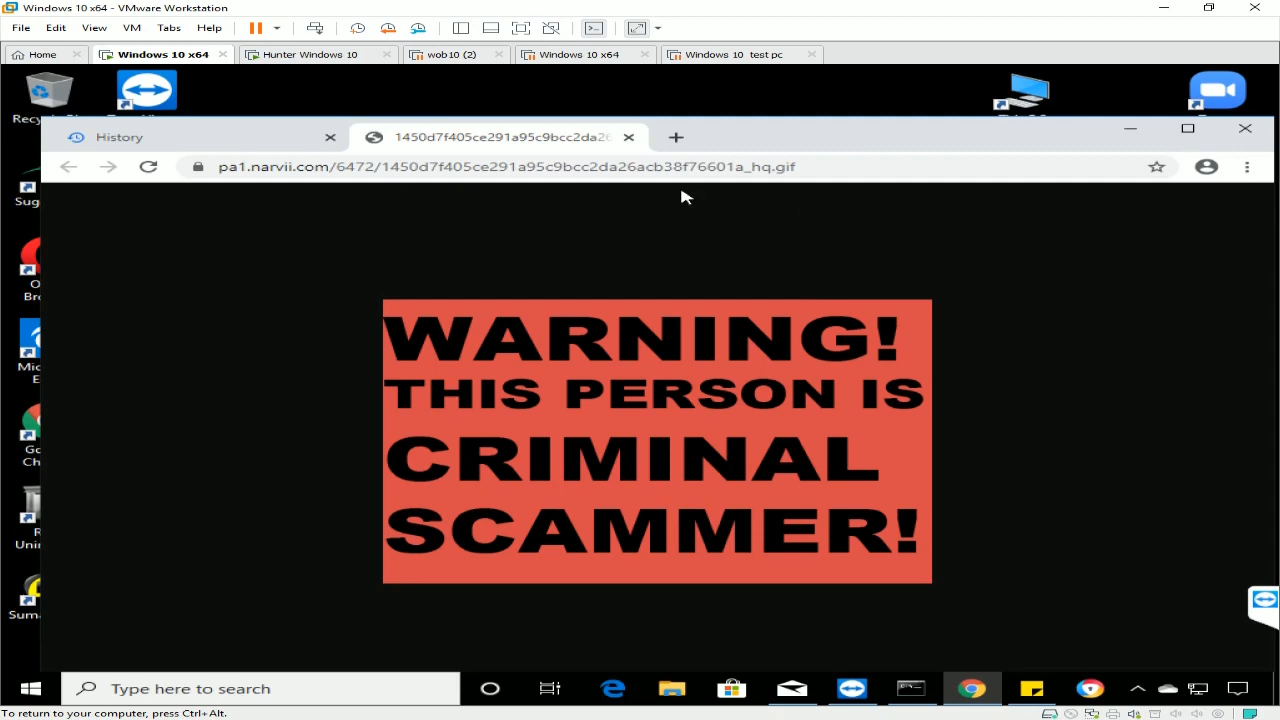 Windows 10 x64 - VMware Workstation
File Edit View VM Tabs Help
Home Windows 10 x64 Hunter Windows 10 wob10 (2) Windows 10 x64 Windows 10 test pc
History 1450d7f405ce291a95c9bcc2da26
pa1.narvii.com/6472/1450d7f405ce291a95c9bcc2da26acb38f76601a_hq.gif
WARNING!
THIS PERSON IS
CRIMINAL
SCAMMER!
Type here to search
To return to your computer, press Ctrl+Alt.